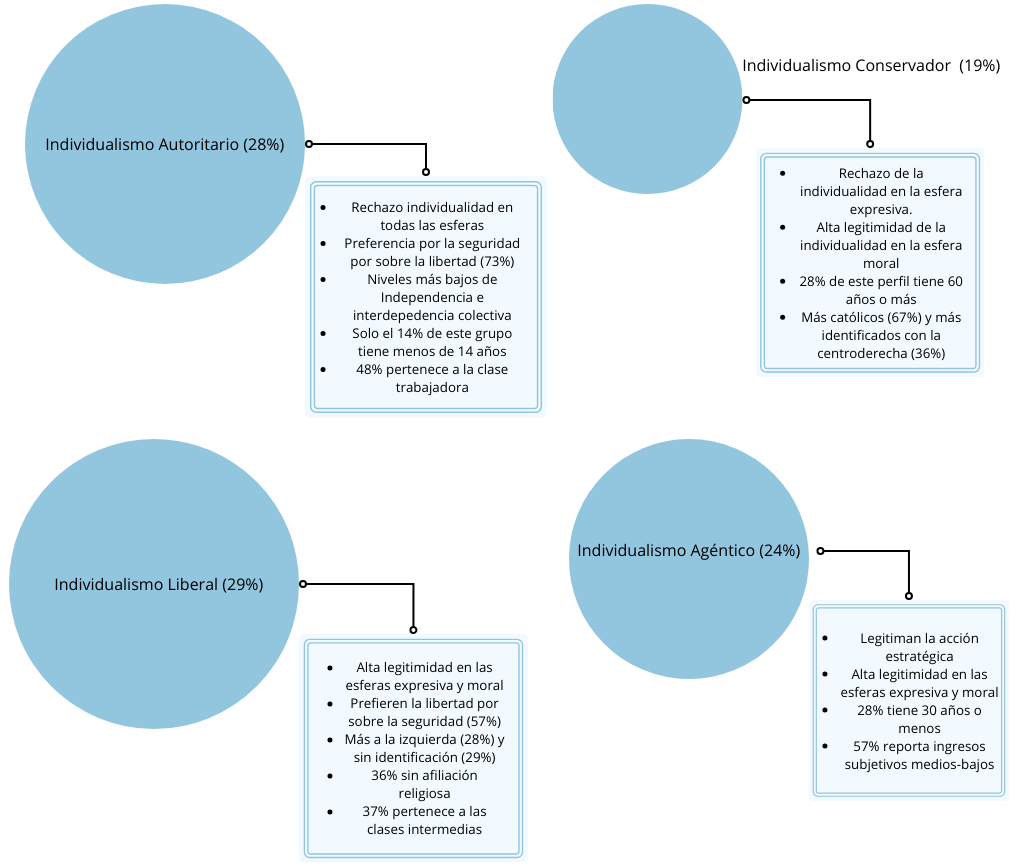 Individualismo Autoritario (28%)
• Rechazo individualidad en
todas las esferas
• Preferencia por la seguridad
por sobre la libertad (73%)
• Niveles más bajos de
Independencia e
interdepedencia colectiva
• Solo el 14% de este grupo
tiene menos de 14 años
• 48% pertenece a la clase
trabajadora
Individualismo Conservador (19%)
• Rechazo de la
individualidad en la esfera
expresiva.
• Alta legitimidad de la
individualidad en la esfera
moral
• 28% de este perfil tiene 60
años o más
• Más católicos (67%) y más
identificados con la
centroderecha (36%)
Individualismo Liberal (29%)
• Alta legitimidad en las
esferas expresiva y moral
• Prefieren la libertad por
sobre la seguridad (57%)
• Más a la izquierda (28%) y
sin identificación (29%)
• 36% sin afiliación
religiosa
• 37% pertenece a las
clases intermedias
Individualismo Agéntico (24%)
• Legitiman la acción
estratégica
• Alta legitimidad en las
esferas expresiva y moral
• 28% tiene 30 años o
menos
• 57% reporta ingresos
subjetivos medios-bajos